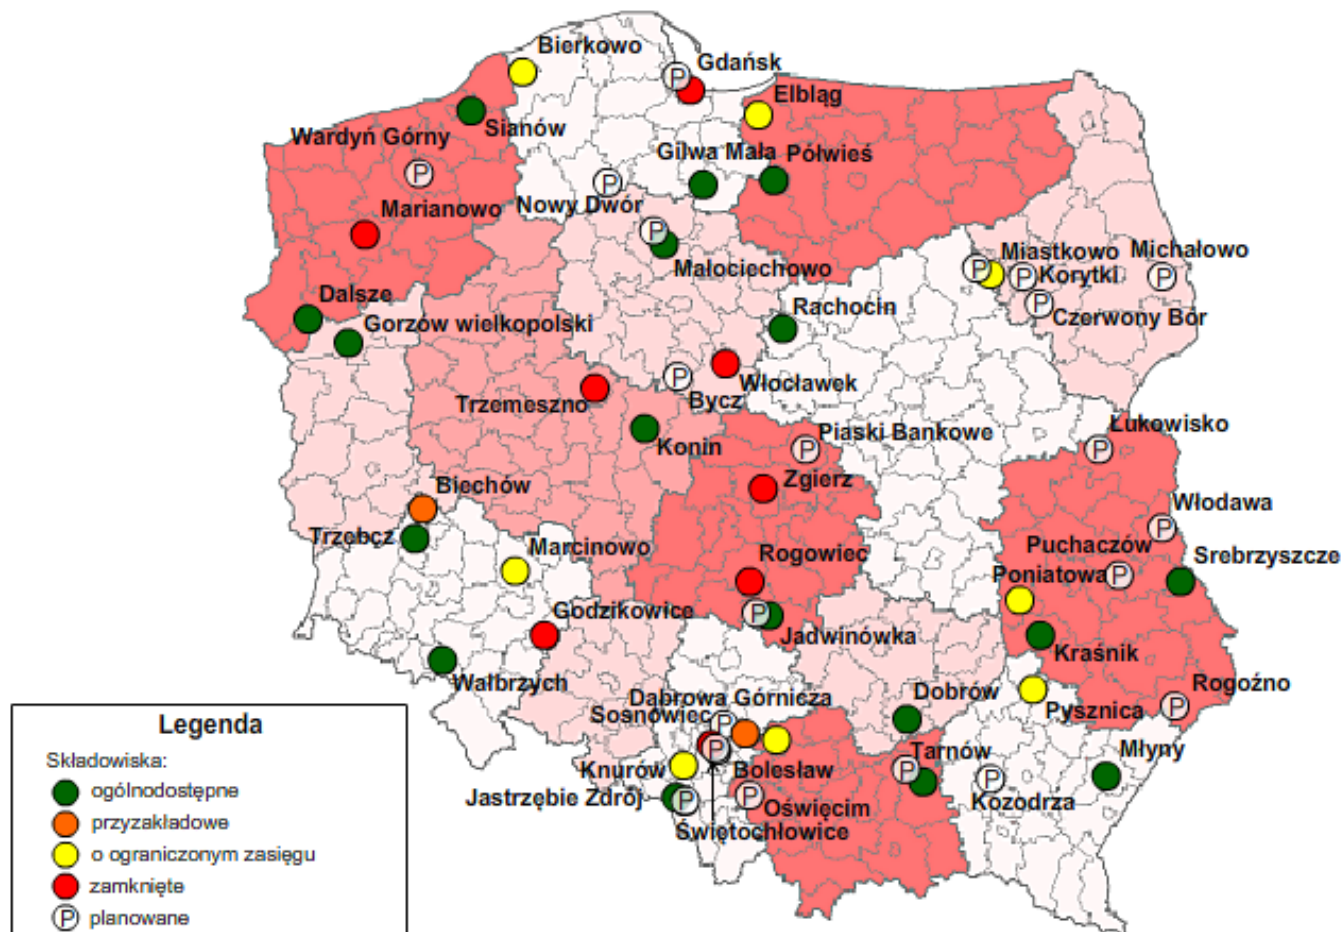 Bierkowo
Gdańsk
P
Elbląg
Sianów
Wardyń Górny
Gilwa Mała
Półwieś
P
P
Marianowo
Nowy Dwór
P
Małociechowo
Miastkowo
Michałowo
P
P
Korytki
P
P
Czerwony Bór
Dalsze
Gorzów wielkopolski
Rachocin
Włocławek
P
Bycz
Trzemeszno
Konin
Piaski Bankowe
P
Łukowisko
P
Zgierz
Biechów
Włodawa
P
Trzebcz
Marcinowo
Rogowiec
Puchaczów
Srebrzyszcze
Poniatowa
P
Godzikowice
P
Jadwinówka
Kraśnik
Wałbrzych
Dąbrowa Górnicza
Dobrów
Rogoźno
P
Sosnowiec
P
Pysznica
Tarnów
Młyny
P
Knurów
Bolesław
P
P
Kozodrza
Jastrzębie Zdrój
P
P
Oświęcim
Świętochłowice
Legenda
Składowiska:
ogólnodostępne
przyzakładowe
o ograniczonym zasięgu
zamknięte
P planowane